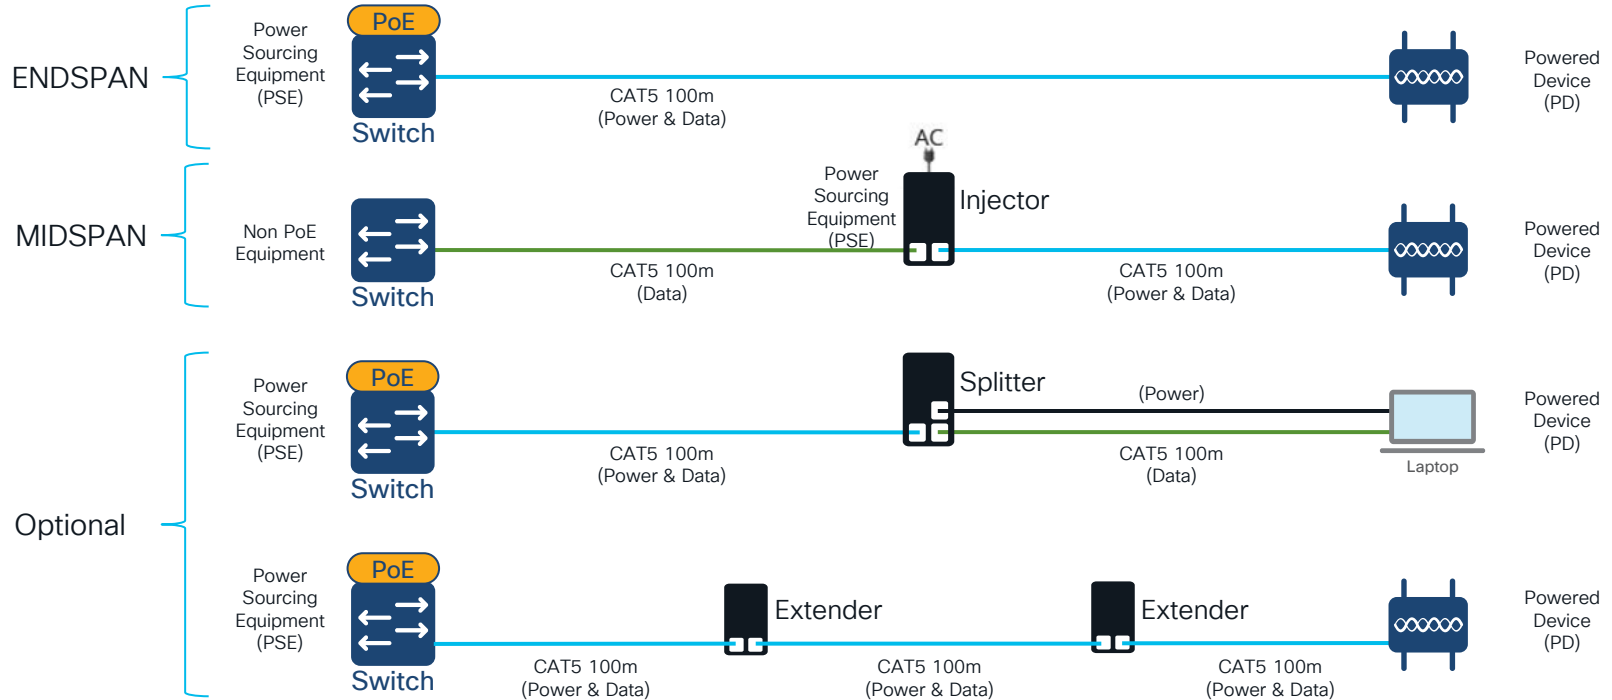 ENDSPAN
Power
Sourcing
Equipment
(PSE)
PoE
Switch
CAT5 100m
(Power & Data)
Powered
Device
(PD)
MIDSPAN
Non PoE
Equipment
Switch
CAT5 100m
(Data)
AC
Power
Sourcing
Equipment
(PSE)
Injector
CAT5 100m
(Power & Data)
Powered
Device
(PD)
Optional
Power
Sourcing
Equipment
(PSE)
PoE
Switch
CAT5 100m
(Power & Data)
Splitter
(Power)
CAT5 100m
(Data)
Laptop
Powered
Device
(PD)
Power
Sourcing
Equipment
(PSE)
PoE
Switch
CAT5 100m
(Power & Data)
Extender
CAT5 100m
(Power & Data)
Extender
CAT5 100m
(Power & Data)
Powered
Device
(PD)